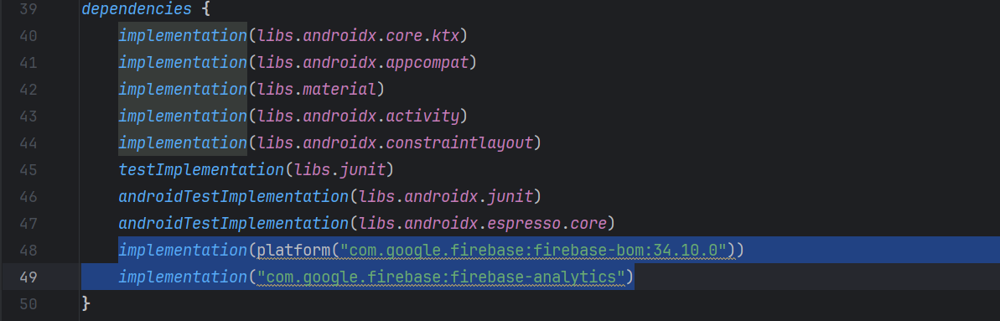 39 dependencies {
40     implementation(libs.androidx.core.ktx)
41     implementation(libs.androidx.appcompat)
42     implementation(libs.material)
43     implementation(libs.androidx.activity)
44     implementation(libs.androidx.constraintlayout)
45     testImplementation(libs.junit)
46     androidTestImplementation(libs.androidx.junit)
47     androidTestImplementation(libs.androidx.espresso.core)
48     implementation(platform("com.google.firebase:firebase-bom:34.10.0"))
49     implementation("com.google.firebase:firebase-analytics")
50 }